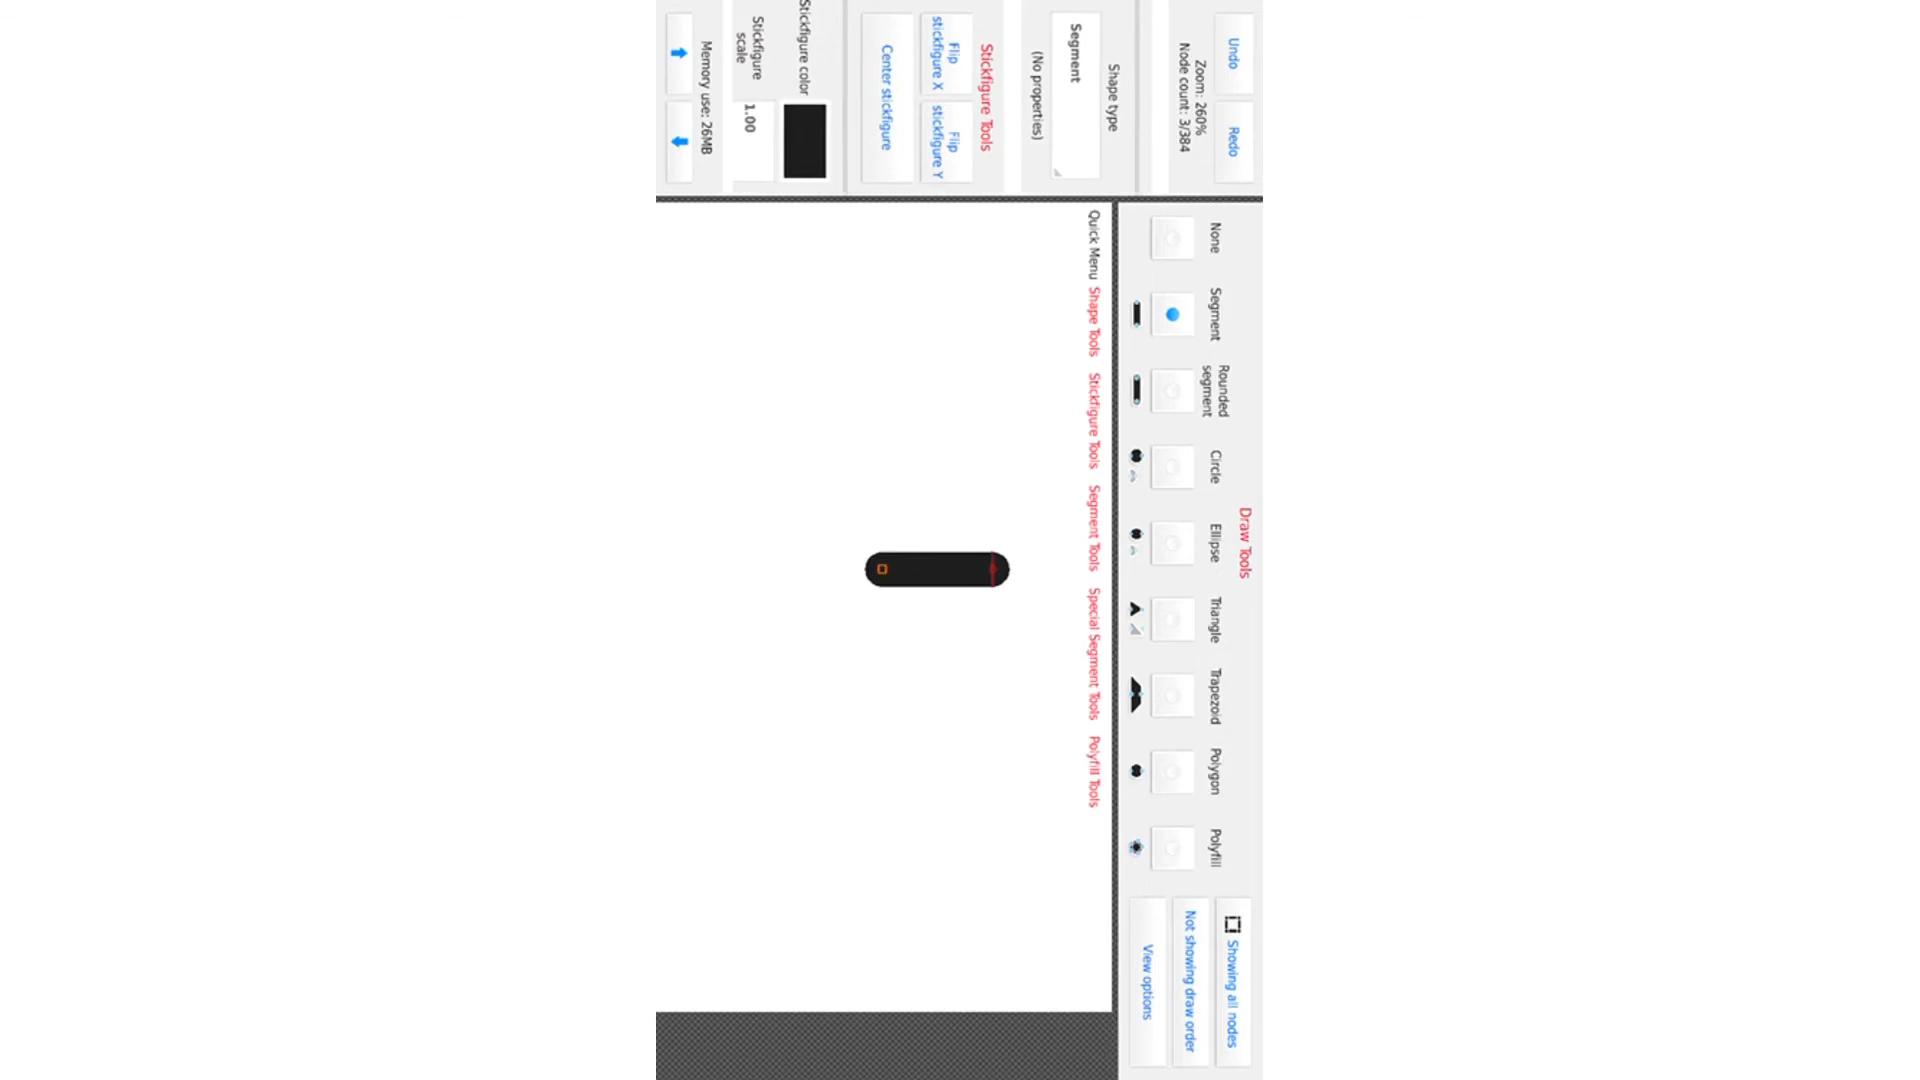 Undo
Redo
Zoom: 260%
Node count: 3/384
Shape type
Segment
(No properties)
Stickfigure Tools
Flip
stickfigure X
Flip
stickfigure Y
Center stickfigure
Stickfigure color
Stickfigure
scale
1.00
Memory use: 26MB
Draw Tools
None
Segment
Rounded
segment
Circle
Ellipse
Triangle
Trapezoid
Polygon
Polyfill
Showing all nodes
Not showing draw order
View options
Quick Menu Shape Tools Stickfigure Tools Segment Tools Special Segment Tools Polyfill Tools